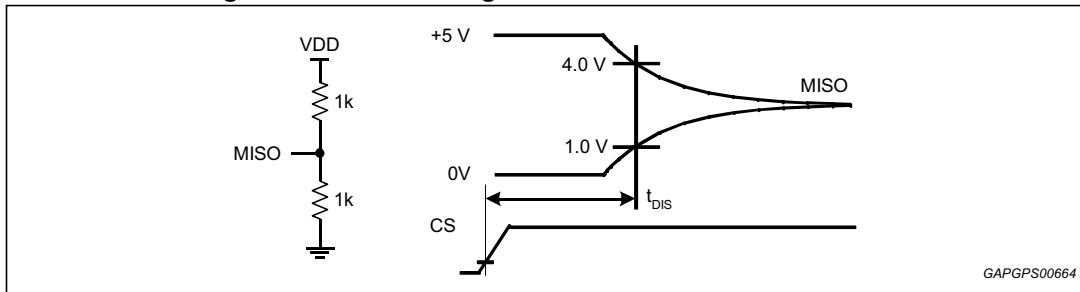 VDD
1k
MISO
1k
+5 V
4.0 V
MISO
1.0 V
0V
tDIS
CS
GAPGPS00664